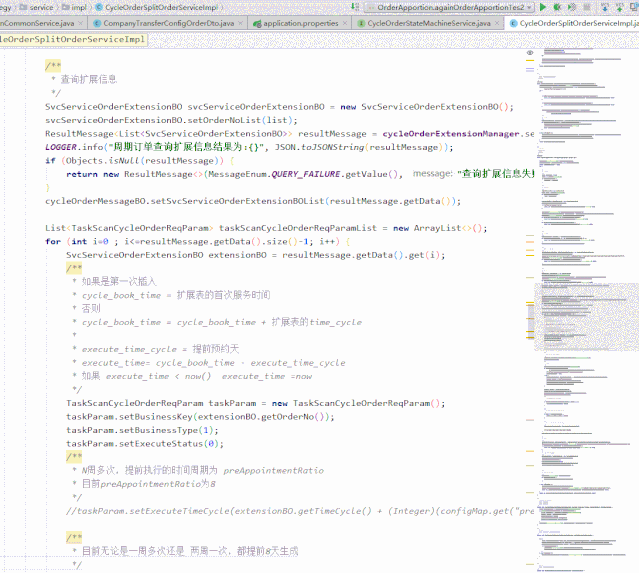 egy service impl CycleOrderSplitOrderServiceImpl OrderApportion.againOrderApportionTes2
enCommonService.java CompanyTransferConfigOrderDto.java application.properties CycleOrderStateMachineService.java CycleOrderSplitOrderServiceImpl.ja
cleOrderSplitOrderServiceImpl
/**
* 查询扩展信息
*/
SvcServiceOrderExtensionBO svcServiceOrderExtensionBO = new SvcServiceOrderExtensionBO();
svcServiceOrderExtensionBO.setOrderNoList(list);
ResultMessage<List<SvcServiceOrderExtensionBO>> resultMessage = cycleOrderExtensionManager.se
LOGGER.info("周期订单查询扩展信息结果为:{}", JSON.toJSONString(resultMessage));
if (Objects.isNull(resultMessage)) {
return new ResultMessage<>(MessageEnum.QUERY_FAILURE.getValue(), message: "查询扩展信息失
}
cycleOrderMessageBO.setSvcServiceOrderExtensionBOList(resultMessage.getData());
List<TaskScanCycleOrderReqParam> taskScanCycleOrderReqParamList = new ArrayList<>();
for (int i=0 ; i<=resultMessage.getData().size()-1; i++) {
SvcServiceOrderExtensionBO extensionBO = resultMessage.getData().get(i);
/**
* 如果是第一次插入
* cycle_book_time = 扩展表的首次服务时间
* 否则
* cycle_book_time = cycle_book_time + 扩展表的time_cycle
*
* execute_time_cycle = 提前预约天
* execute_time= cycle_book_time - execute_time_cycle
* 如果 execute_time < now() execute_time =now
*/
TaskScanCycleOrderReqParam taskParam = new TaskScanCycleOrderReqParam();
taskParam.setBusinessKey(extensionBO.getOrderNo());
taskParam.setBusinessType(1);
taskParam.setExecuteStatus(0);
/**
* N周多次，提前执行的时间周期为 preAppointmentRatio
* 目前preAppointmentRatio为8
*/
//taskParam.setExecuteTimeCycle(extensionBO.getTimeCycle() + (Integer)(configMap.get("pre
/**
* 目前无论是一周多次还是 两周一次，都提前8天生成
*/